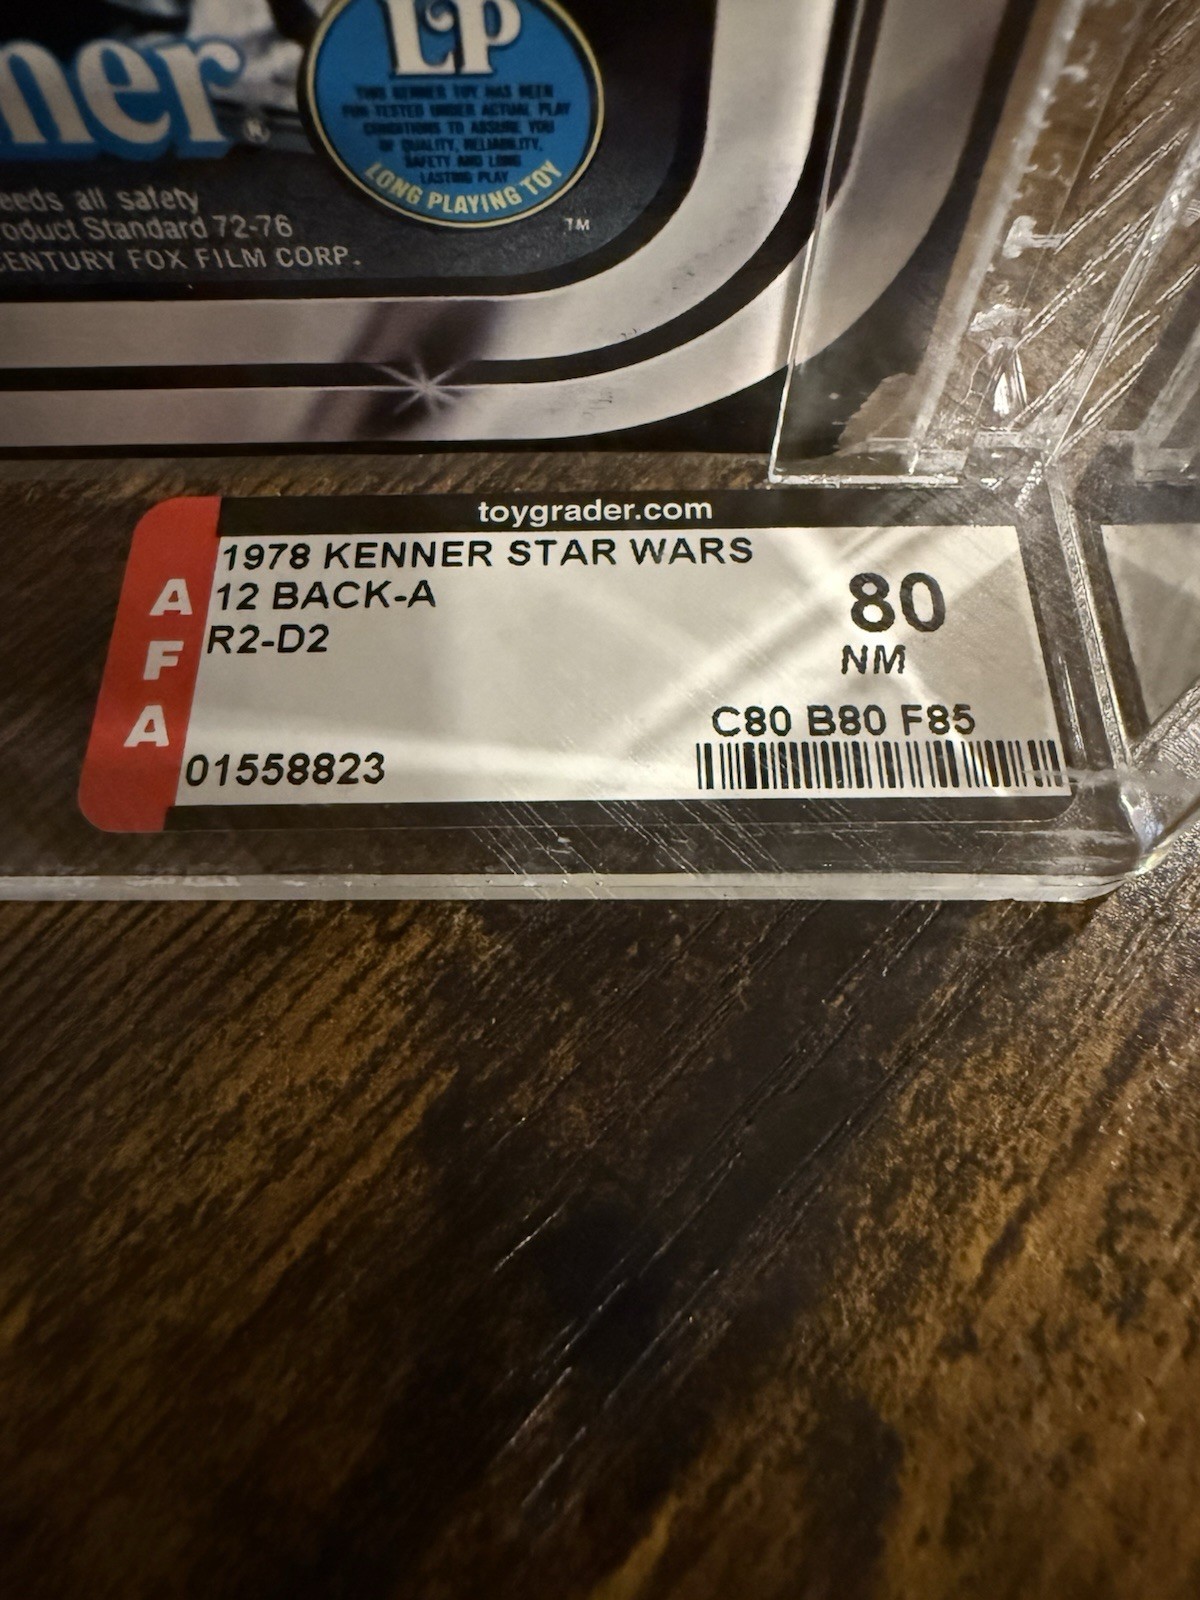 ner
LP
THIS KENNER TOY HAS BEEN
FUN-TESTED UNDER ACTUAL PLAY
CONDITIONS TO ASSURE YOU
OF QUALITY, RELIABILITY,
SAFETY AND LONG
LASTING PLAY
LONG PLAYING TOY
TM
eeds all safety
oduct Standard 72-76
CENTURY FOX FILM CORP.
toygrader.com
AFA
1978 KENNER STAR WARS
12 BACK-A
R2-D2
80
NM
C80 B80 F85
01558823